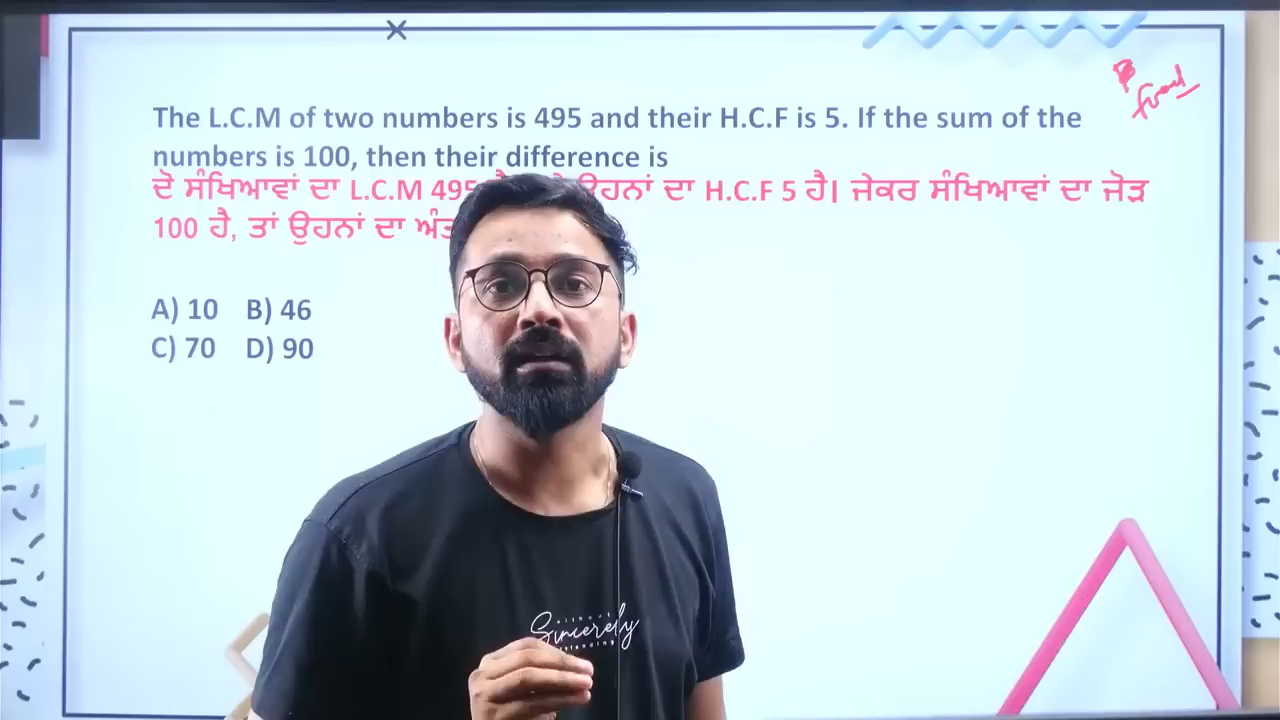 The L.C.M of two numbers is 495 and their H.C.F is 5. If the sum of the
numbers is 100, then their difference is
ਦੋ ਸੰਖਿਆਵਾਂ ਦਾ L.C.M 495 ਉਹਨਾਂ ਦਾ H.C.F 5 ਹੈ। ਜੇਕਰ ਸੰਖਿਆਵਾਂ ਦਾ ਜੋੜ
100 ਹੈ, ਤਾਂ ਉਹਨਾਂ ਦਾ
A) 10 B) 46
C) 70 D) 90
Sincerely